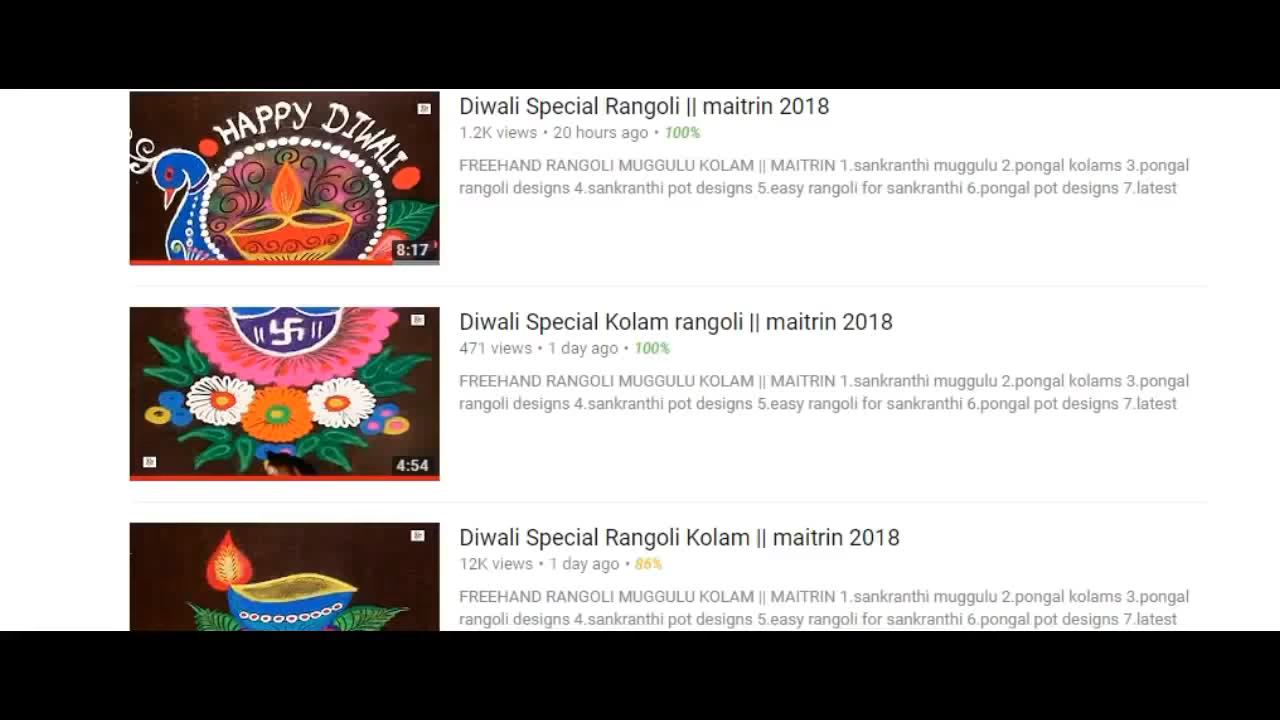 HAPPY DIWALI
8:17
Diwali Special Rangoli || maitrin 2018
1.2K views • 20 hours ago • 100%
FREEHAND RANGOLI MUGGULU KOLAM || MAITRIN 1.sankranthi muggulu 2.pongal kolams 3.pongal
rangoli designs 4.sankranthi pot designs 5.easy rangoli for sankranthi 6.pongal pot designs 7.latest
4:54
Diwali Special Kolam rangoli || maitrin 2018
471 views • 1 day ago • 100%
FREEHAND RANGOLI MUGGULU KOLAM || MAITRIN 1.sankranthi muggulu 2.pongal kolams 3.pongal
rangoli designs 4.sankranthi pot designs 5.easy rangoli for sankranthi 6.pongal pot designs 7.latest
Diwali Special Rangoli Kolam || maitrin 2018
12K views • 1 day ago • 86%
FREEHAND RANGOLI MUGGULU KOLAM || MAITRIN 1.sankranthi muggulu 2.pongal kolams 3.pongal
rangoli designs 4.sankranthi pot designs 5.easy rangoli for sankranthi 6.pongal pot designs 7.latest